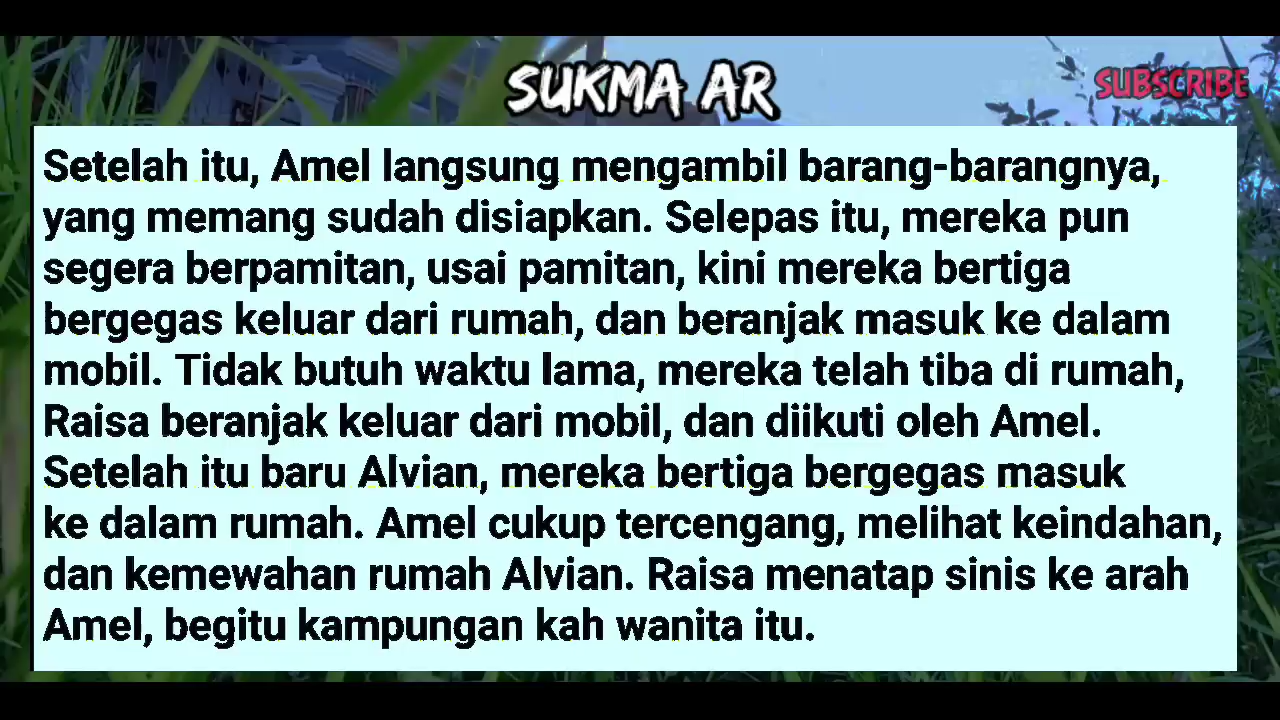 SUKMA AR
SUBSCRIBE
Setelah itu, Amel langsung mengambil barang-barangnya,
yang memang sudah disiapkan. Selepas itu, mereka pun
segera berpamitan, usai pamitan, kini mereka bertiga
bergegas keluar dari rumah, dan beranjak masuk ke dalam
mobil. Tidak butuh waktu lama, mereka telah tiba di rumah,
Raisa beranjak keluar dari mobil, dan diikuti oleh Amel.
Setelah itu baru Alvian, mereka bertiga bergegas masuk
ke dalam rumah. Amel cukup tercengang, melihat keindahan,
dan kemewahan rumah Alvian. Raisa menatap sinis ke arah
Amel, begitu kampungan kah wanita itu.